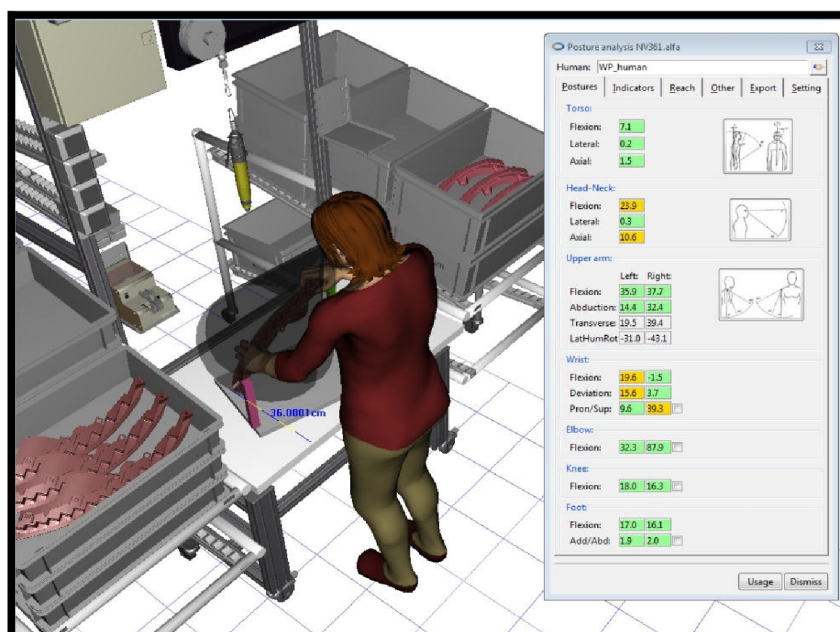 Posture analysis NV361.alfa
Human: WP_human
Postures Indicators Reach Other Export Setting
Torso:
Flexion: 7.1
Lateral: 0.2
Axial: 1.5
Head-Neck:
Flexion: 23.9
Lateral: 0.3
Axial: 10.6
Upper arm:
Left: Right:
Flexion: 35.9 37.7
Abduction: 14.4 32.4
Transverse: 19.5 39.4
LatHumRot -31.0 -43.1
Wrist:
Flexion: 19.6 -1.5
Deviation: 15.6 3.7
Pron/Sup: 9.6 39.3
Elbow:
Flexion: 32.3 87.9
Knee:
Flexion: 18.0 16.3
Foot:
Flexion: 17.0 16.1
Add/Abd: 1.9 2.0
Usage Dismiss
36.0001cm